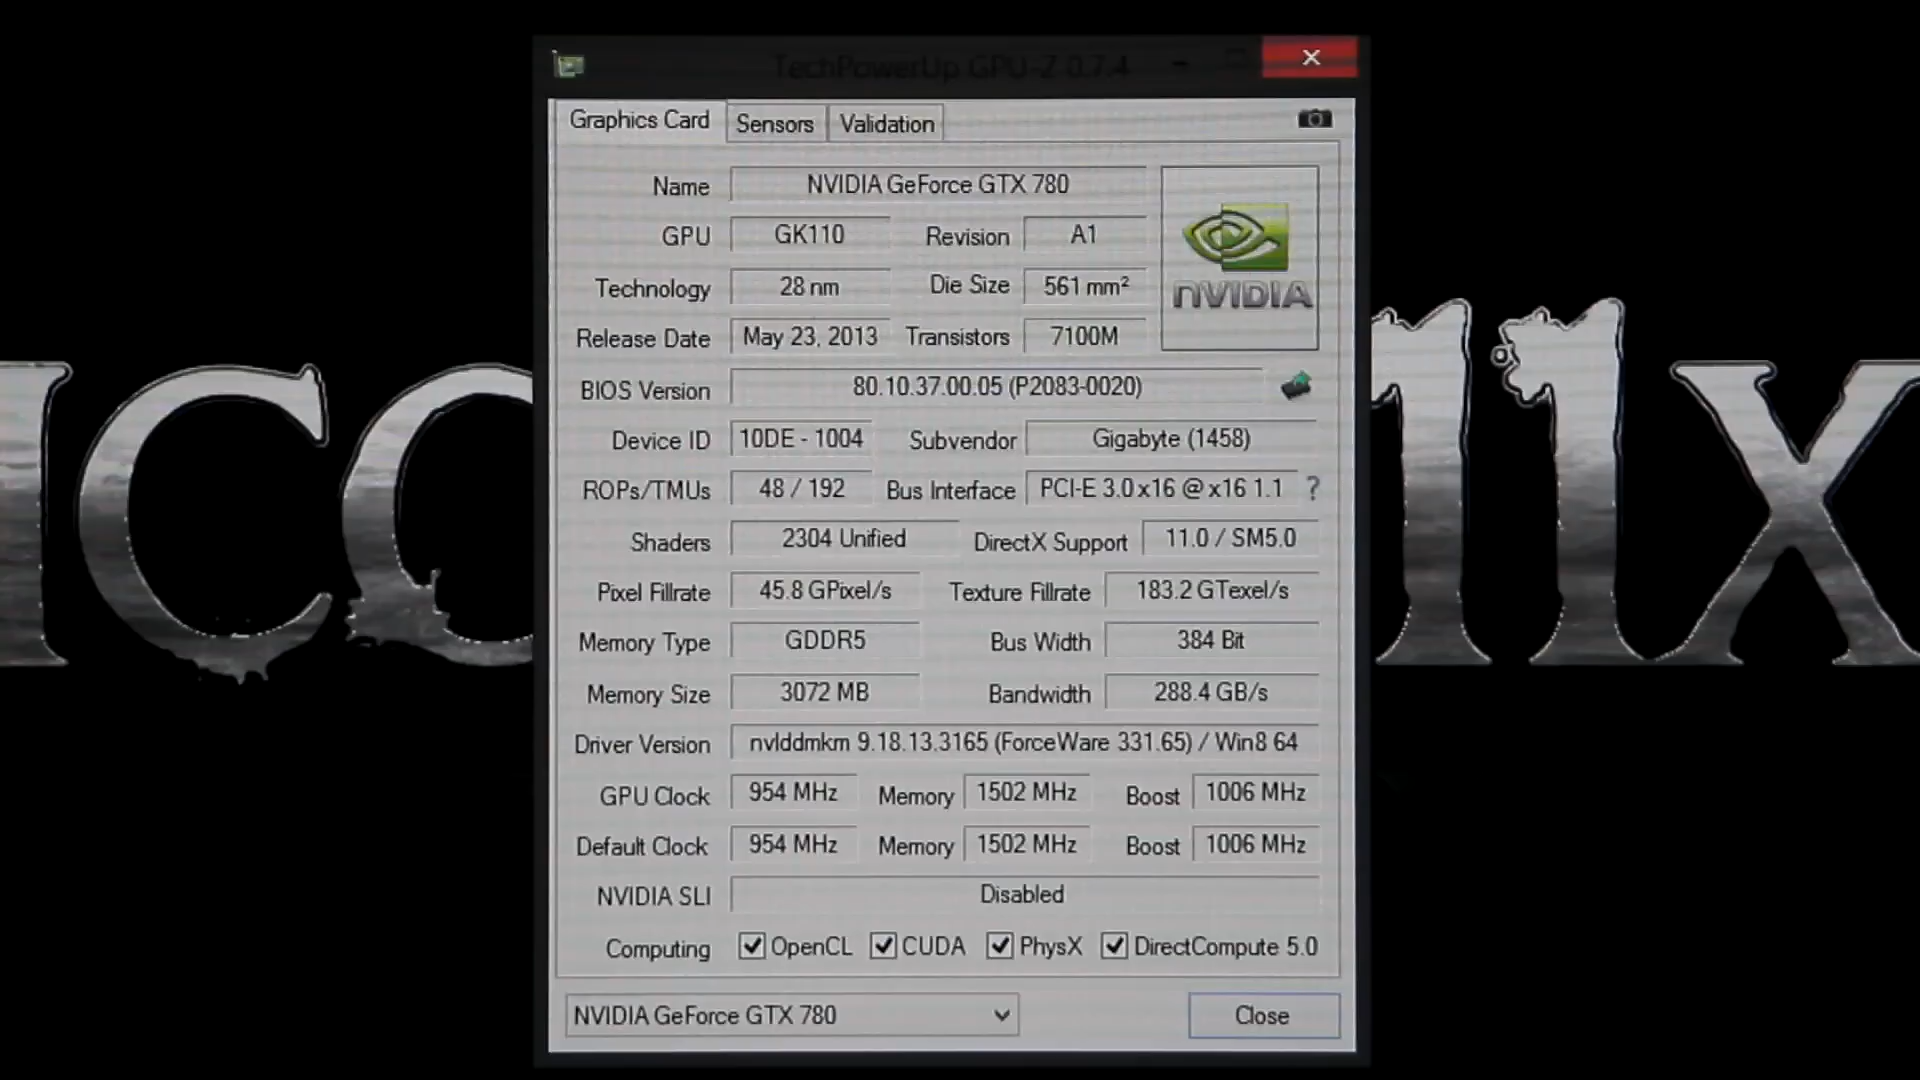 TechPowerUp GPU-Z 0.7.4
Graphics Card Sensors Validation
Name NVIDIA GeForce GTX 780
GPU GK110 Revision A1
Technology 28 nm Die Size 561 mm²
nVIDIA
Release Date May 23, 2013 Transistors 7100M
BIOS Version 80.10.37.00.05 (P2083-0020)
Device ID 10DE - 1004 Subvendor Gigabyte (1458)
ROPs/TMUs 48 / 192 Bus Interface PCI-E 3.0 x16 @ x16 1.1 ?
Shaders 2304 Unified DirectX Support 11.0 / SM5.0
Pixel Fillrate 45.8 GPixel/s Texture Fillrate 183.2 GTexel/s
Memory Type GDDR5 Bus Width 384 Bit
Memory Size 3072 MB Bandwidth 288.4 GB/s
Driver Version nvlddmkm 9.18.13.3165 (ForceWare 331.65) / Win8 64
GPU Clock 954 MHz Memory 1502 MHz Boost 1006 MHz
Default Clock 954 MHz Memory 1502 MHz Boost 1006 MHz
NVIDIA SLI Disabled
Computing OpenCL CUDA PhysX DirectCompute 5.0
NVIDIA GeForce GTX 780 Close